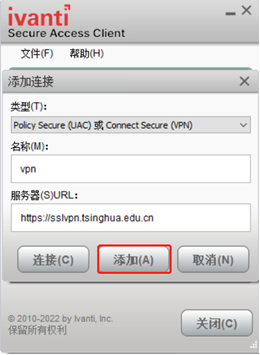 ivanti
Secure Access Client
文件(F) 帮助(H)
添加连接
类型(T):
Policy Secure (UAC) 或 Connect Secure (VPN)
名称(M):
vpn
服务器(S)URL:
https://sslvpn.tsinghua.edu.cn
连接(C) 添加(A) 取消(N)
© 2010-2022 by Ivanti, Inc.
保留所有权利
关闭(C)